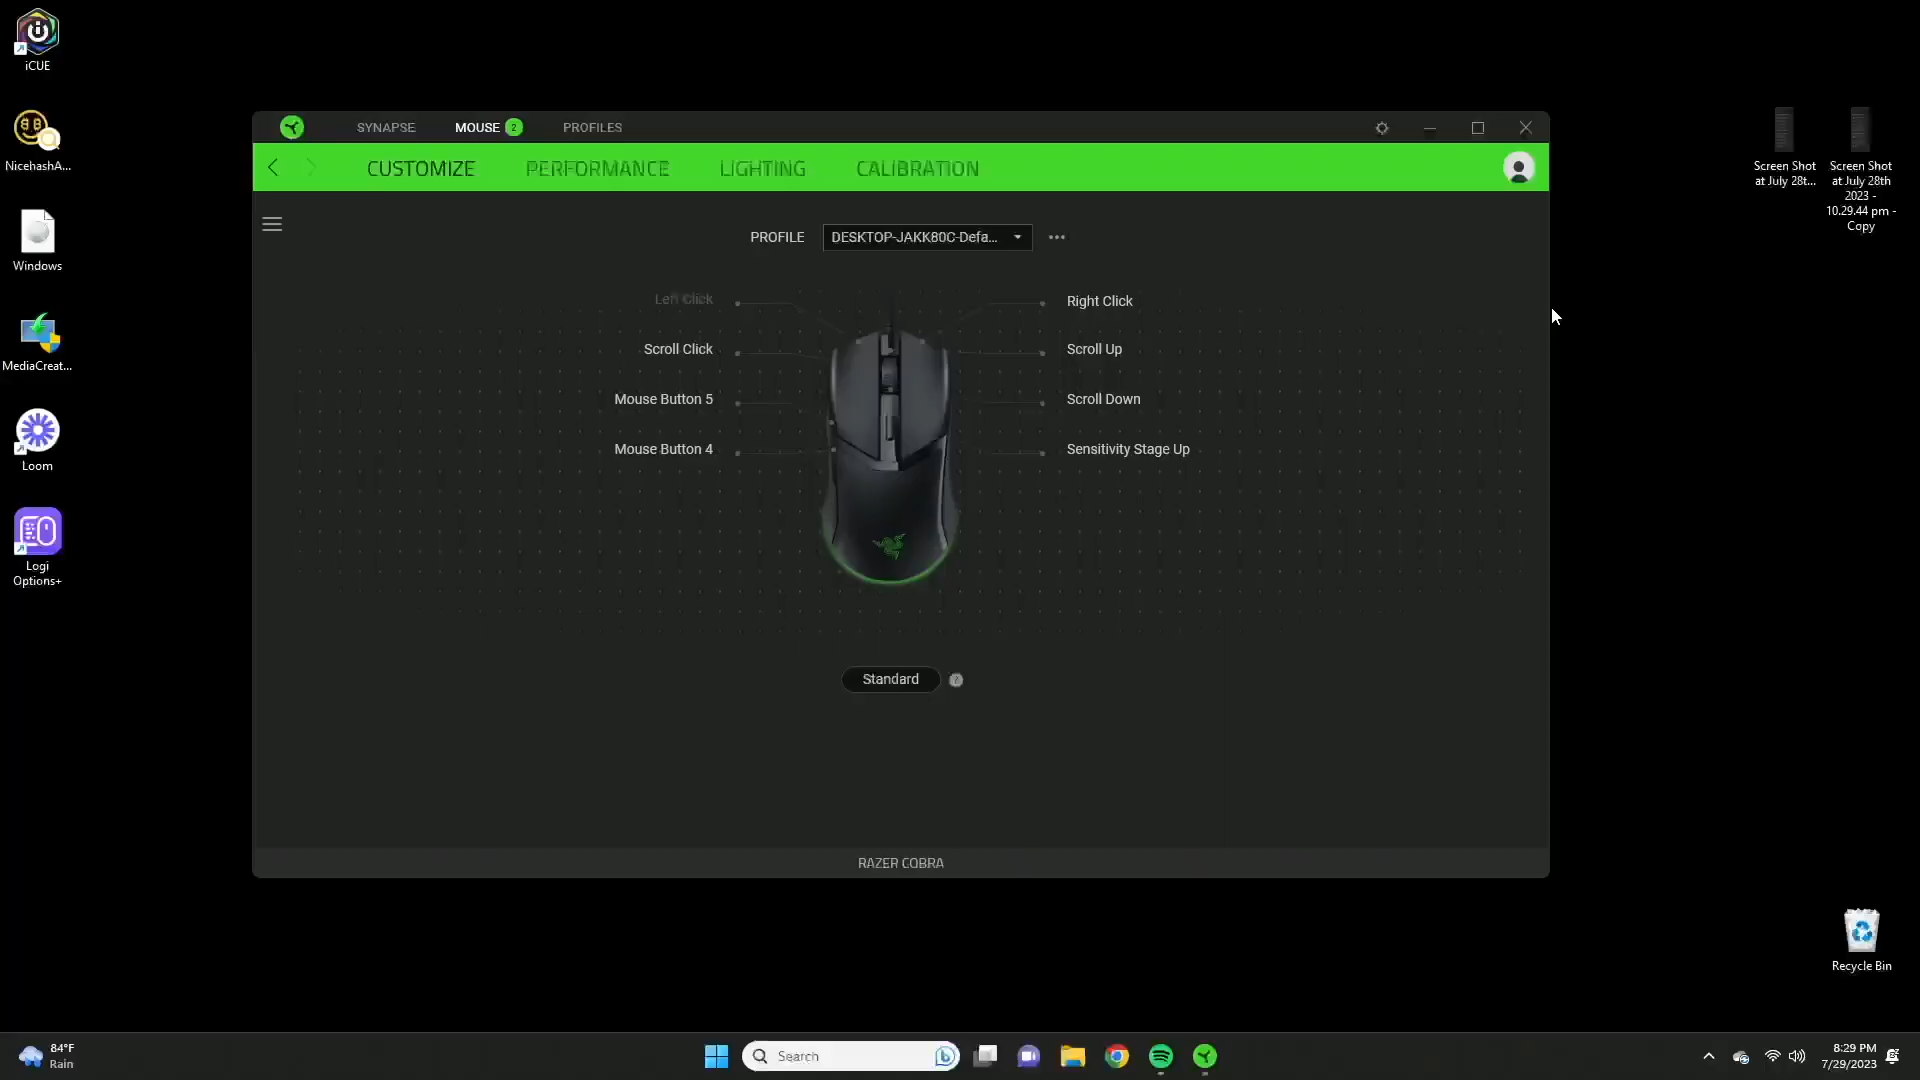 iCUE
NicehashA...
Windows
MediaCreat...
Loom
Logi
Options+
SYNAPSE
MOUSE 2
PROFILES
CUSTOMIZE
PERFORMANCE
LIGHTING
CALIBRATION
PROFILE
DESKTOP-JAKK80C-Defa...
Left Click
Scroll Click
Mouse Button 5
Mouse Button 4
Right Click
Scroll Up
Scroll Down
Sensitivity Stage Up
Standard
?
RAZER COBRA
Screen Shot
at July 28t...
Screen Shot
at July 28th
2023 -
10.29.44 pm -
Copy
Recycle Bin
84°F
Rain
Search
8:29 PM
7/29/2023